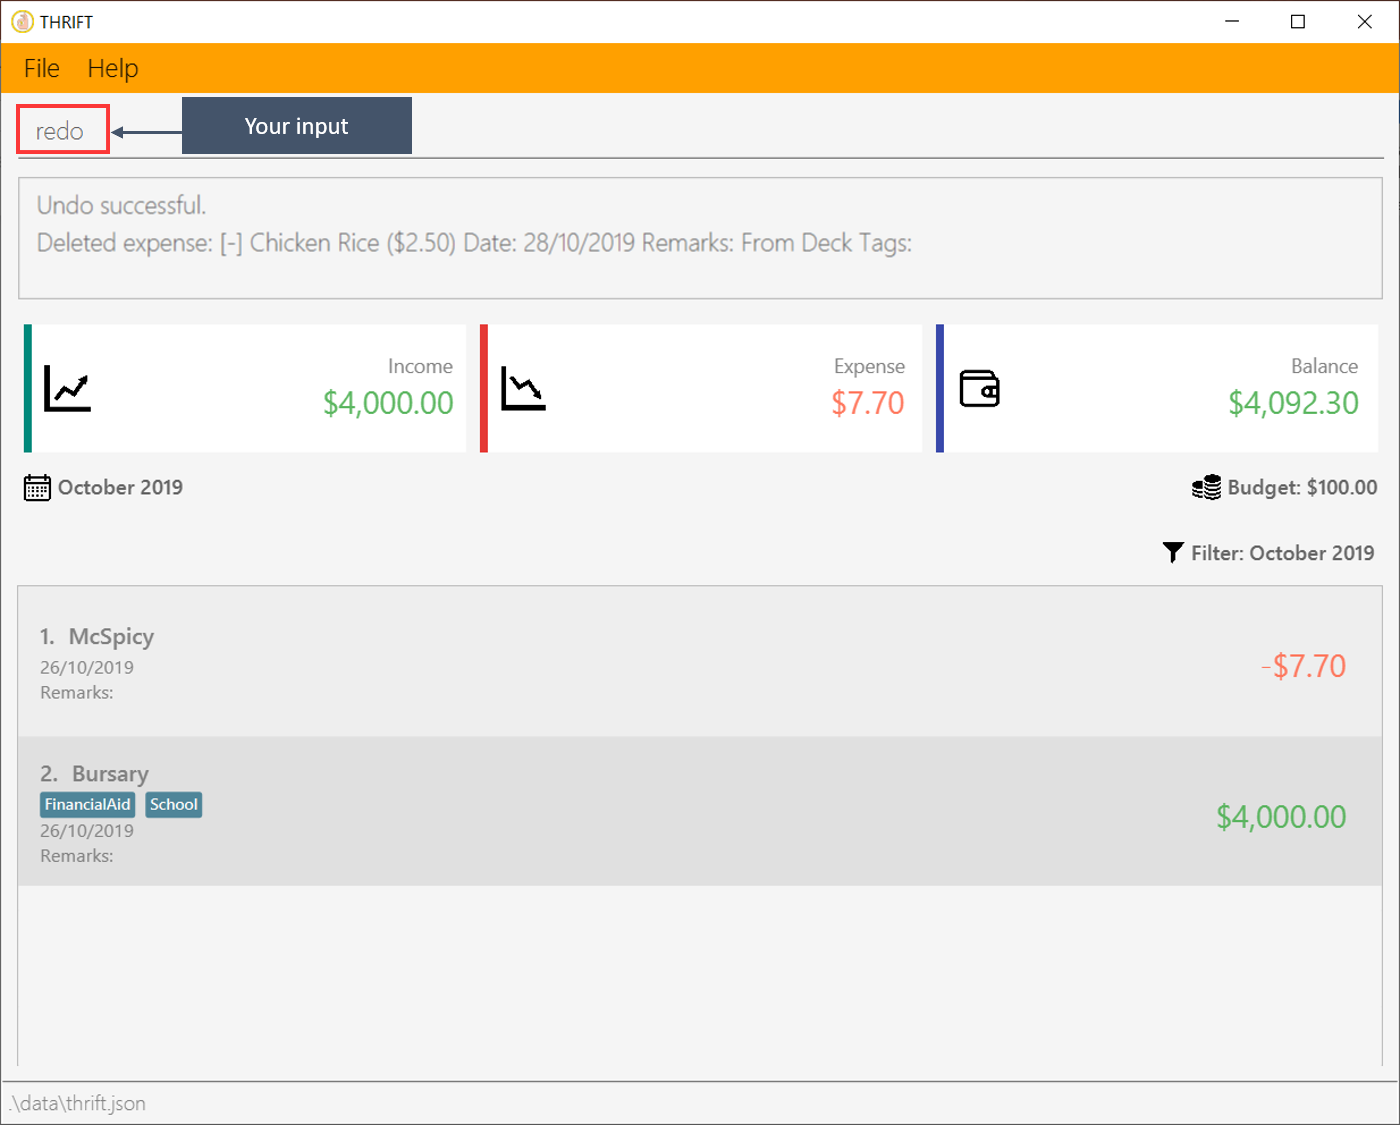 THRIFT
File Help
redo
Your input
Undo successful.
Deleted expense: [-] Chicken Rice ($2.50) Date: 28/10/2019 Remarks: From Deck Tags:
Income
$4,000.00
Expense
$7.70
Balance
$4,092.30
October 2019
Budget: $100.00
Filter: October 2019
1. McSpicy
26/10/2019
Remarks:
-$7.70
2. Bursary
FinancialAid School
26/10/2019
Remarks:
$4,000.00
.\data\thrift.json